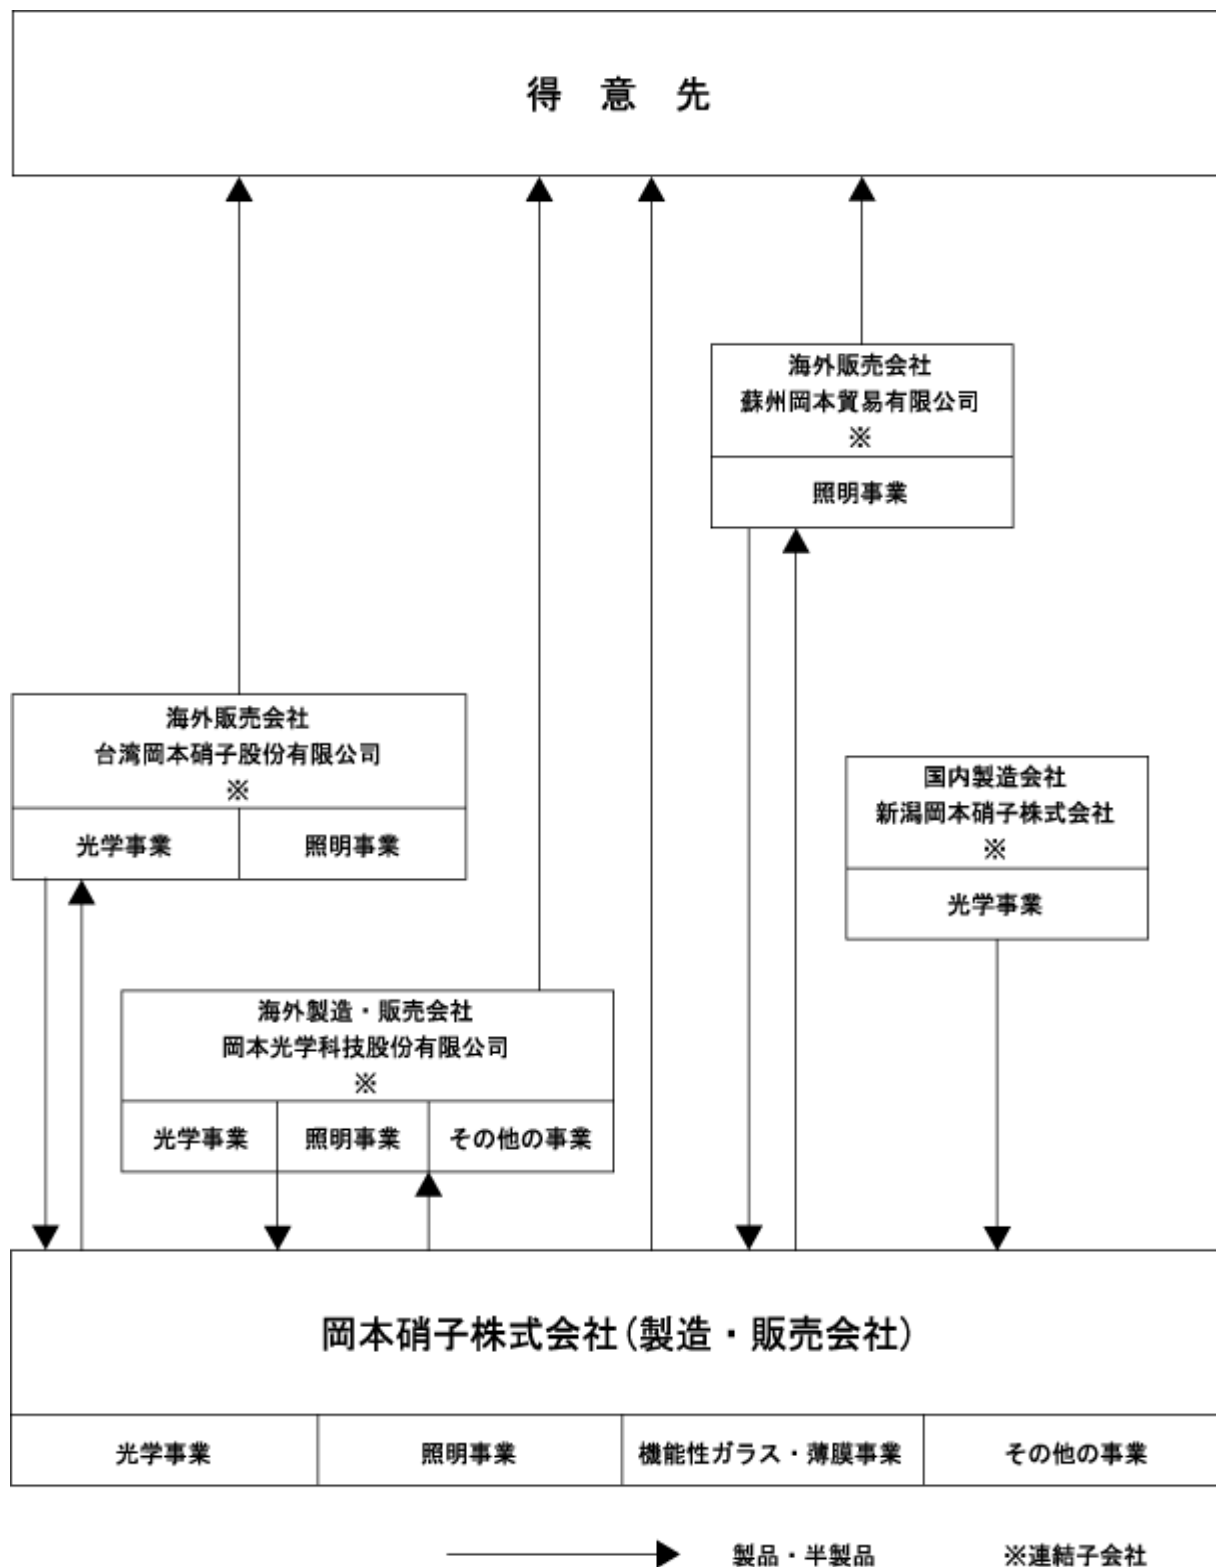 得 意 先
海外販売会社
蘇州岡本貿易有限公司
※
照明事業
海外販売会社
台湾岡本硝子股份有限公司
※
光学事業 照明事業
国内製造会社
新潟岡本硝子株式会社
※
光学事業
海外製造・販売会社
岡本光学科技股份有限公司
※
光学事業 照明事業 その他の事業
岡本硝子株式会社(製造・販売会社)
光学事業 照明事業 機能性ガラス・薄膜事業 その他の事業
製品・半製品 ※連結子会社